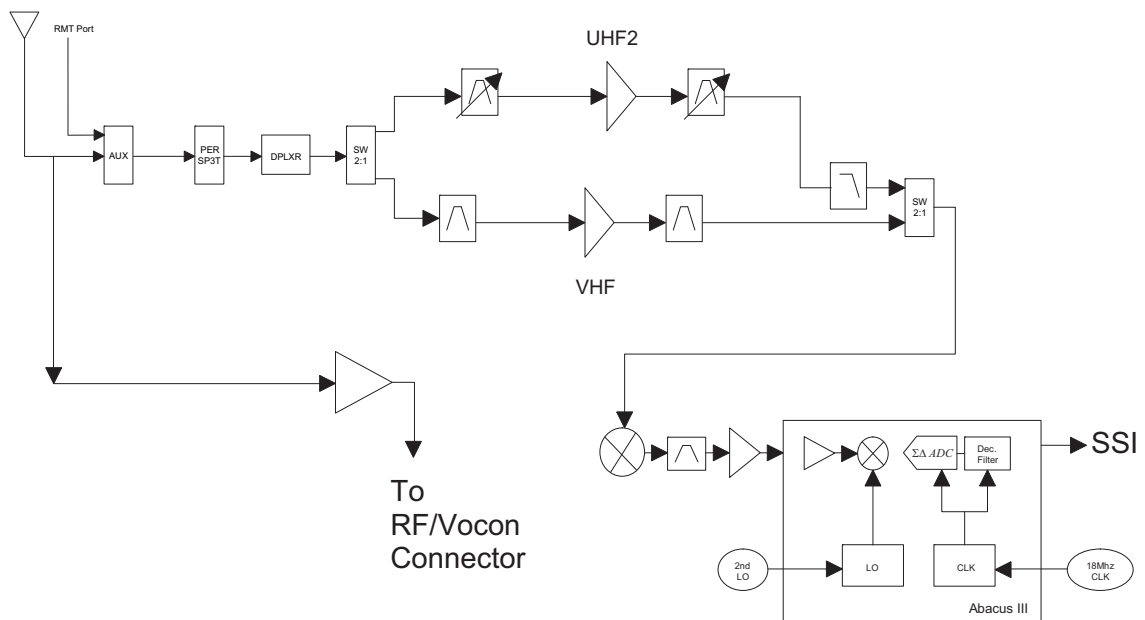 RMT Port
UHF2
AUX
PER
SP3T
DPLXR
SW
2:1
SW
2:1
VHF
To
RF/Vocon
Connector
SSI
ΣΔ ADC
Dec.
Filter
2nd
LO
LO
CLK
18Mhz
CLK
Abacus III